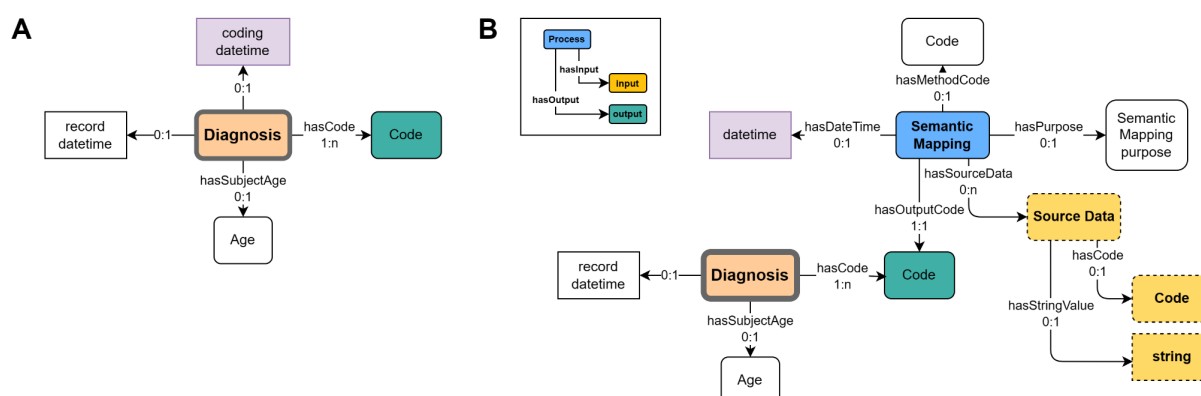 A
coding
datetime
0:1
record
datetime
0:1
Diagnosis
hasCode
1:n
Code
hasSubjectAge
0:1
Age
B
Process
hasInput
Input
hasOutput
output
Code
hasMethodCode
0:1
datetime
hasDateTime
0:1
Semantic
Mapping
hasPurpose
0:1
Semantic
Mapping
purpose
hasSourceData
0:n
hasOutputCode
1:1
Source Data
hasCode
0:1
Code
hasStringValue
0:1
string
record
datetime
0:1
Diagnosis
hasCode
1:n
Code
hasSubjectAge
0:1
Age